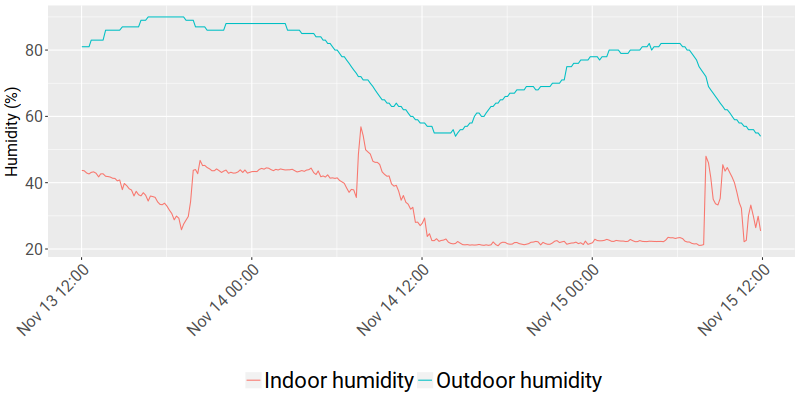 Humidity (%)
80
60
40
20
Nov 13 12:00
Nov 14 00:00
Nov 14 12:00
Nov 15 00:00
Nov 15 12:00
Indoor humidity Outdoor humidity